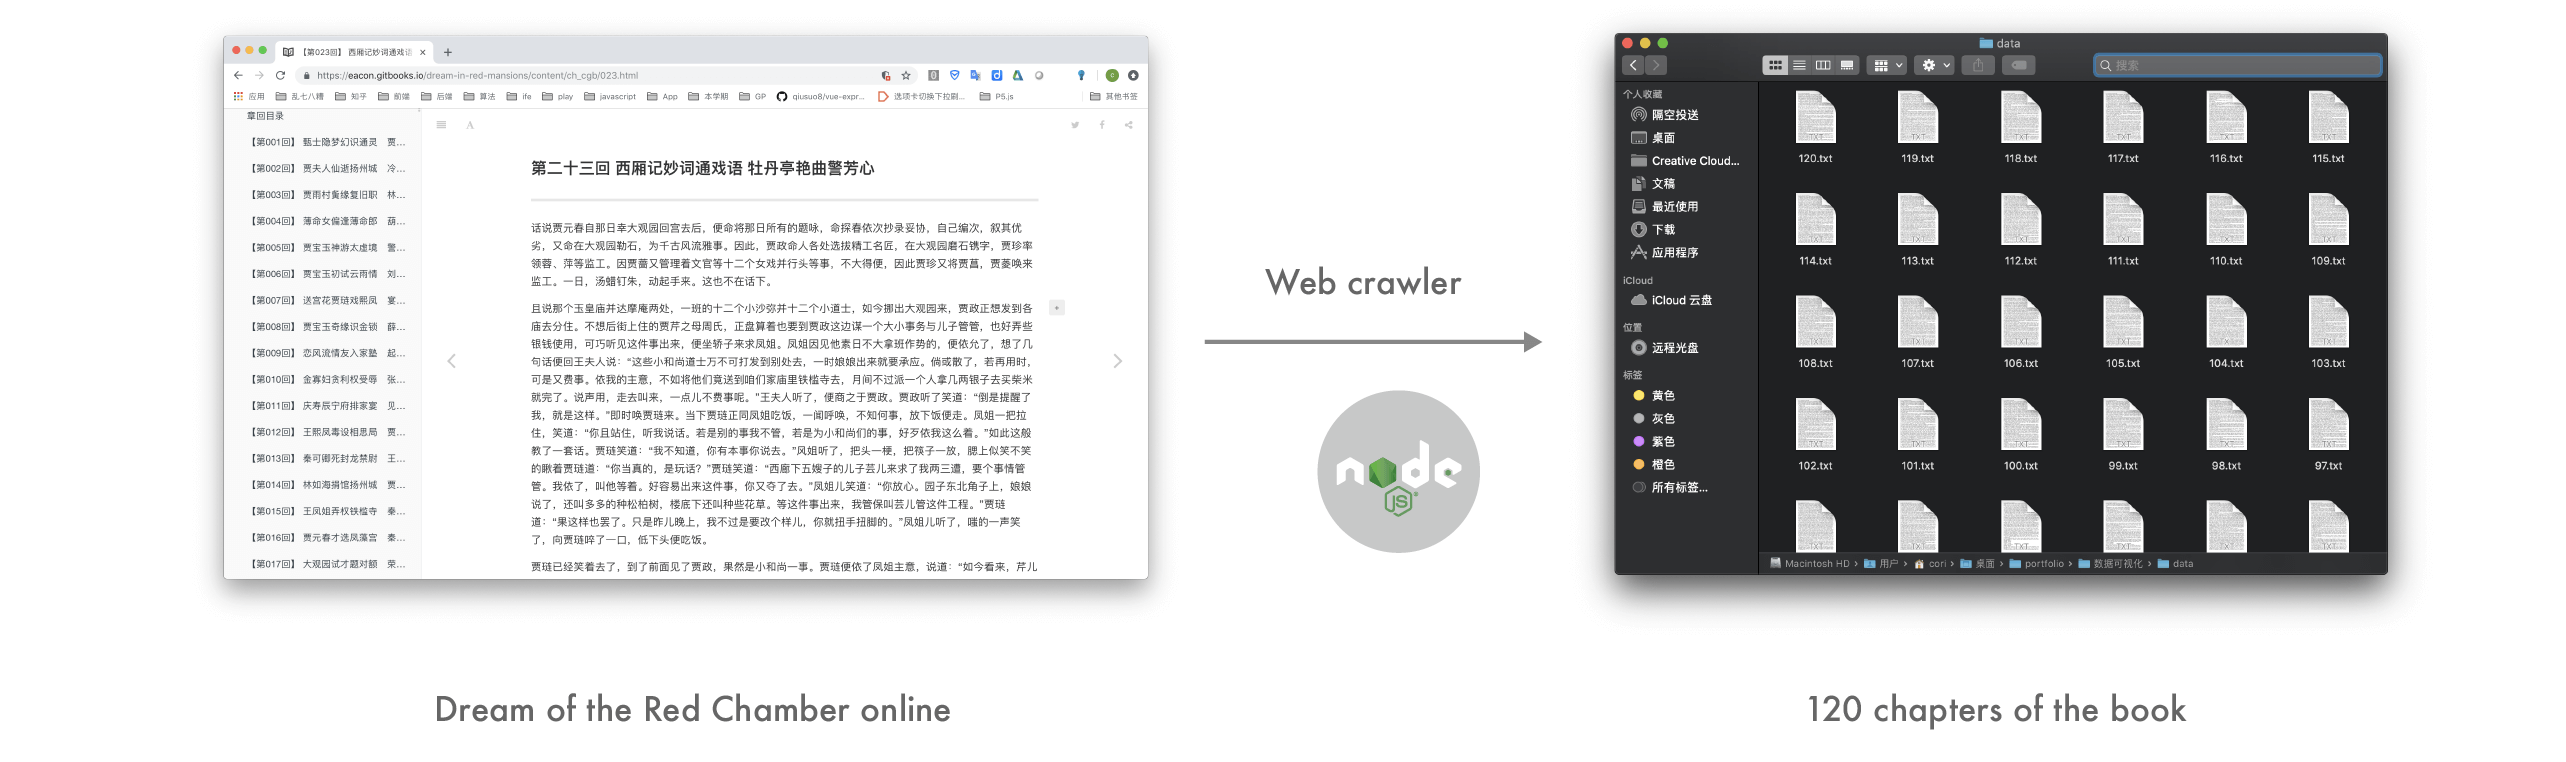 【第023回】 西厢记妙词通戏语
https://eacon.gitbooks.io/dream-in-red-mansions/content/ch_cgb/023.html
应用 乱七八糟 知乎 前端 后端 算法 ife play javascript App 本学期 GP qiusuo8/vue-expr... 选项卡切换下拉刷... P5.js 其他书签
章回目录
【第001回】 甄士隐梦幻识通灵 贾...
【第002回】 贾夫人仙逝扬州城 冷...
【第003回】 贾雨村夤缘复旧职 林...
【第004回】 薄命女偏逢薄命郎 葫...
【第005回】 贾宝玉神游太虚境 警...
【第006回】 贾宝玉初试云雨情 刘...
【第007回】 送宫花贾琏戏熙凤 宴...
【第008回】 贾宝玉奇缘识金锁 薛...
【第009回】 恋风流情友入家塾 起...
【第010回】 金寡妇贪利权受辱 张...
【第011回】 庆寿辰宁府排家宴 见...
【第012回】 王熙凤毒设相思局 贾...
【第013回】 秦可卿死封龙禁尉 王...
【第014回】 林如海捐馆扬州城 贾...
【第015回】 王凤姐弄权铁槛寺 秦...
【第016回】 贾元春才选凤藻宫 秦...
【第017回】 大观园试才题对额 荣...
A
第二十三回 西厢记妙词通戏语 牡丹亭艳曲警芳心
话说贾元春自那日幸大观园回宫去后，便命将那日所有的题咏，命探春依次抄录妥协，自己编次，叙其优
劣，又命在大观园勒石，为千古风流雅事。因此，贾政命人各处选拔精工名匠，在大观园磨石镌字，贾珍率
领蓉、萍等监工。因贾蔷又管理着文官等十二个女戏并行头等事，不大得便，因此贾珍又将贾菖，贾菱唤来
监工。一日，汤蜡钉朱，动起手来。这也不在话下。
且说那个玉皇庙并达摩庵两处，一班的十二个小沙弥并十二个小道士，如今挪出大观园来，贾政正想发到各
庙去分住。不想后街上住的贾芹之母周氏，正盘算着也要到贾政这边谋一个大小事务与儿子管管，也好弄些
银钱使用，可巧听见这件事出来，便坐轿子来求凤姐。凤姐因见他素日不大拿班作势的，便依允了，想了几
句话便回王夫人说：“这些小和尚道士万不可打发到别处去，一时娘娘出来就要承应。倘或散了，若再用时，
可是又费事。依我的主意，不如将他们竟送到咱们家庙里铁槛寺去，月间不过派一个人拿几两银子去买柴米
就完了。说声用，走去叫来，一点儿不费事呢。”王夫人听了，便商之于贾政。贾政听了笑道：“倒是提醒了
我，就是这样。”即时唤贾琏来。当下贾琏正同凤姐吃饭，一闻呼唤，不知何事，放下饭便走。凤姐一把拉
住，笑道：“你且站住，听我说话。若是别的事我不管，若是为小和尚们的事，好歹依我这么着。”如此这般
教了一套话。贾琏笑道：“我不知道，你有本事你说去。”凤姐听了，把头一梗，把筷子一放，腮上似笑不笑
的瞅着贾琏道：“你当真的，是玩话？”贾琏笑道：“西廊下五嫂子的儿子芸儿来求了我两三遭，要个事情管
管。我依了，叫他等着。好容易出来这件事，你又夺了去。”凤姐儿笑道：“你放心。园子东北角子上，娘娘
说了，还叫多多的种松柏树，楼底下还叫种些花草。等这件事出来，我管保叫芸儿管这件工程。”贾琏
道：“果这样也罢了。只是昨儿晚上，我不过是要改个样儿，你就扭手扭脚的。”凤姐儿听了，嗤的一声笑
了，向贾琏啐了一口，低下头便吃饭。
贾琏已经笑着去了，到了前面见了贾政，果然是小和尚一事。贾琏便依了凤姐主意，说道：“如今看来，芹儿
Dream of the Red Chamber online
Web crawler
node
JS
data
搜索
个人收藏
隔空投送
桌面
Creative Cloud...
文稿
最近使用
下载
应用程序
iCloud
iCloud 云盘
位置
远程光盘
标签
黄色
灰色
紫色
橙色
所有标签...
TXT TXT TXT TXT TXT TXT
120.txt 119.txt 118.txt 117.txt 116.txt 115.txt
TXT TXT TXT TXT TXT TXT
114.txt 113.txt 112.txt 111.txt 110.txt 109.txt
TXT TXT TXT TXT TXT TXT
108.txt 107.txt 106.txt 105.txt 104.txt 103.txt
TXT TXT TXT TXT TXT TXT
102.txt 101.txt 100.txt 99.txt 98.txt 97.txt
TXT TXT TXT TXT TXT TXT
Macintosh HD › 用户 › cori › 桌面 › portfolio › 数据可视化 › data
120 chapters of the book